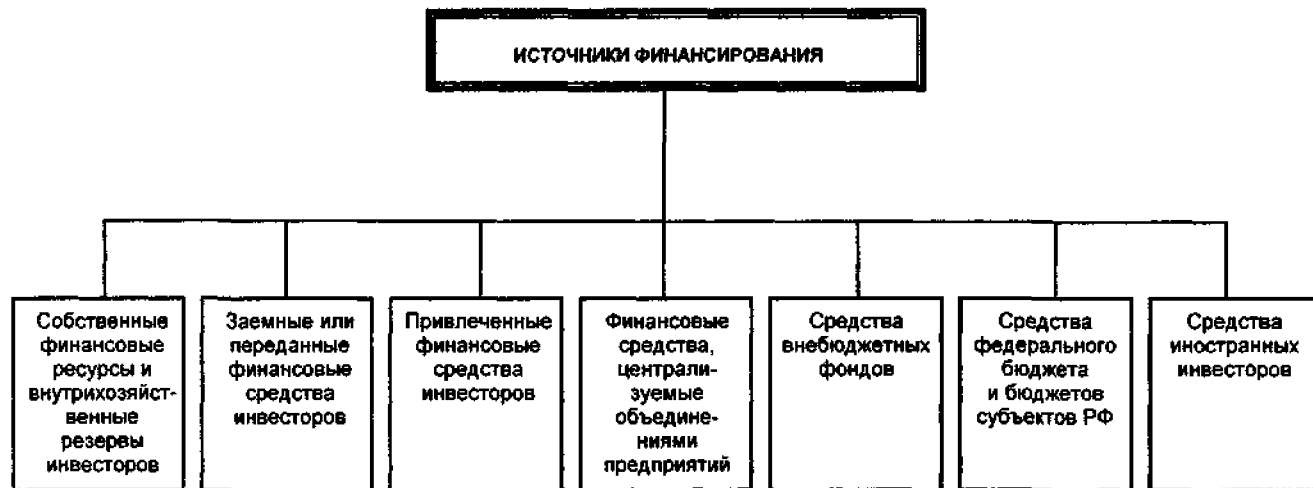 ИСТОЧНИКИ ФИНАНСИРОВАНИЯ
Собственные
финансовые
ресурсы и
внутрихозяйст-
венные
резервы
инвесторов
Заемные или
переданные
финансовые
средства
инвесторов
Привлеченные
финансовые
средства
инвесторов
Финансовые
средства,
централи-
зуемые
объедине-
ниями
предприятий
Средства
внебюджетных
фондов
Средства
федерального
бюджета
и бюджетов
субъектов РФ
Средства
иностранных
инвесторов